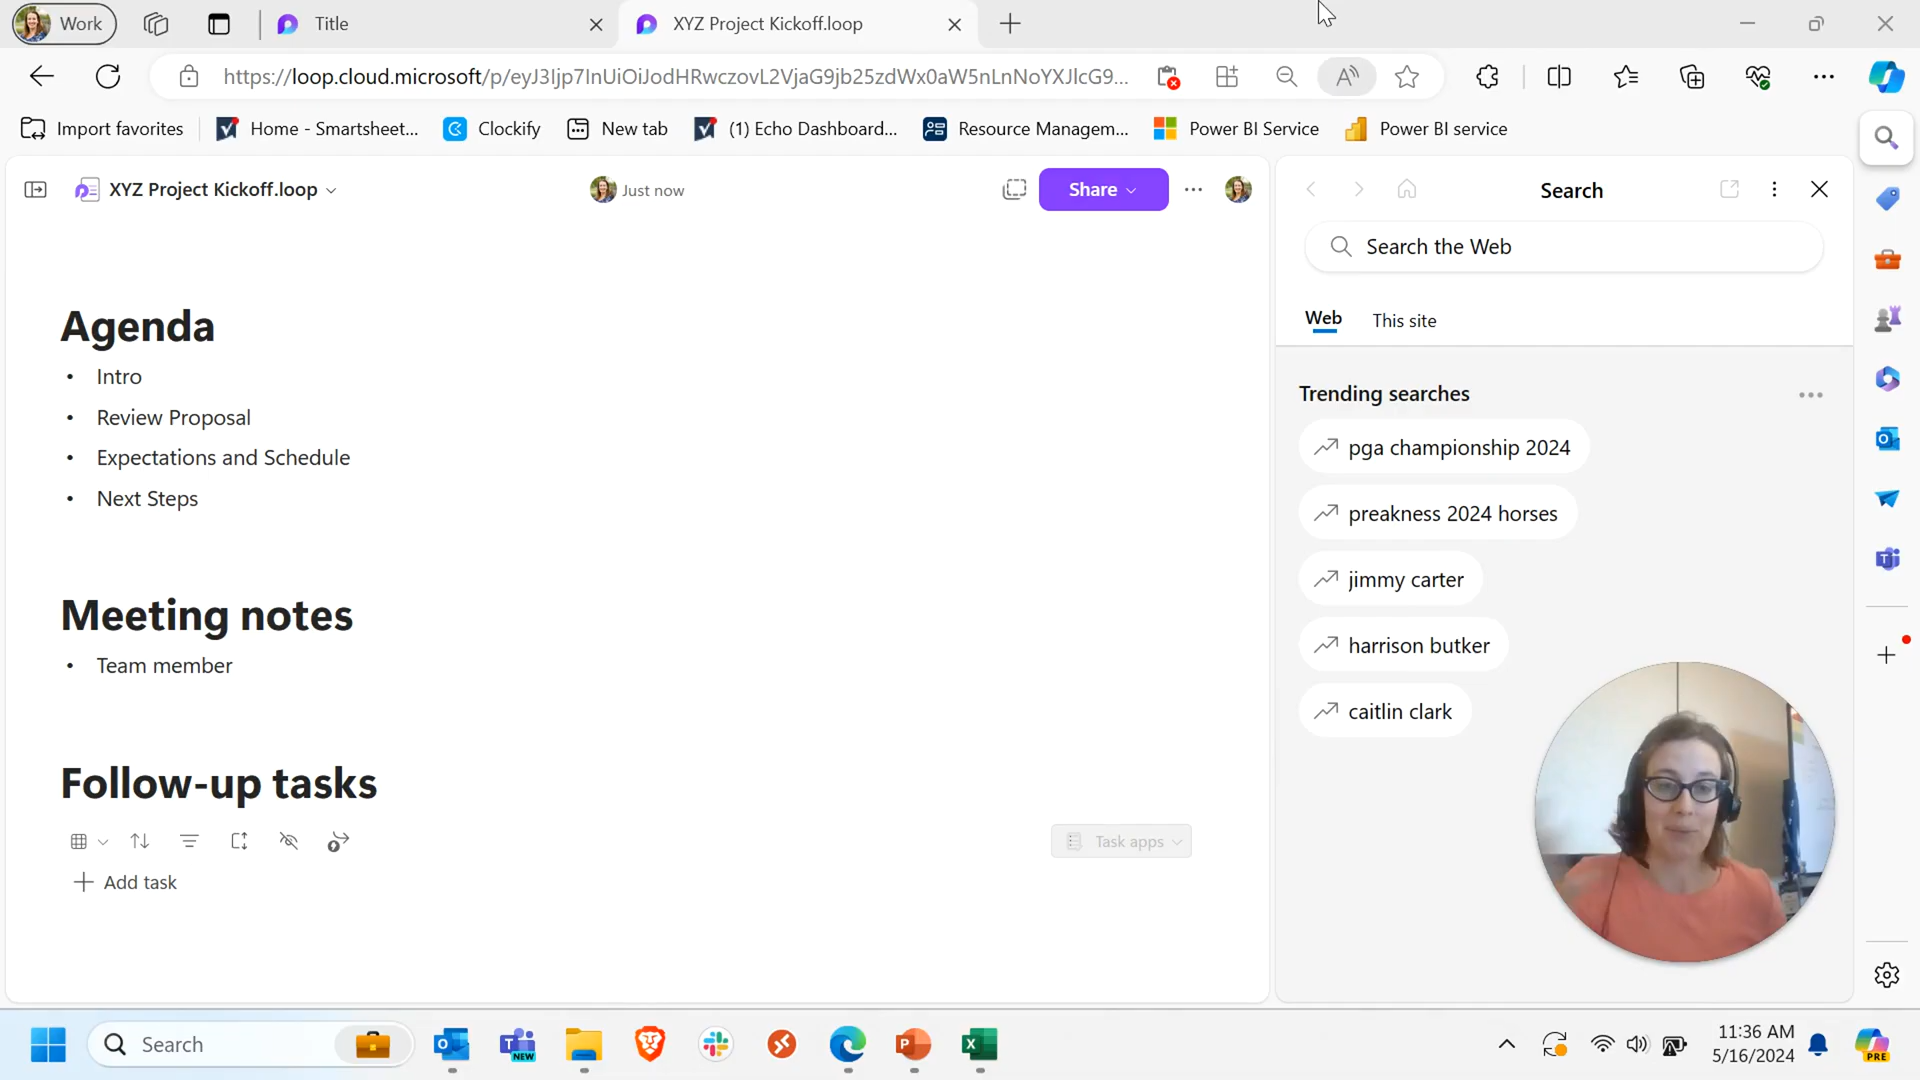 Work
Title
XYZ Project Kickoff.loop
https://loop.cloud.microsoft/p/eyJ3Ijp7InUiOiJodHRwczovL2VjaG9jb25zdWx0aW5nLnNoYXJlcG9...
Import favorites
Home - Smartsheet...
Clockify
New tab
(1) Echo Dashboard...
Resource Managem...
Power BI Service
Power BI service
XYZ Project Kickoff.loop
Just now
Share
Search
Search the Web
Web
This site
Agenda
• Intro
• Review Proposal
• Expectations and Schedule
• Next Steps
Meeting notes
• Team member
Follow-up tasks
Task apps
Add task
Trending searches
pga championship 2024
preakness 2024 horses
jimmy carter
harrison butker
caitlin clark
Search
NEW
11:36 AM
5/16/2024
PRE